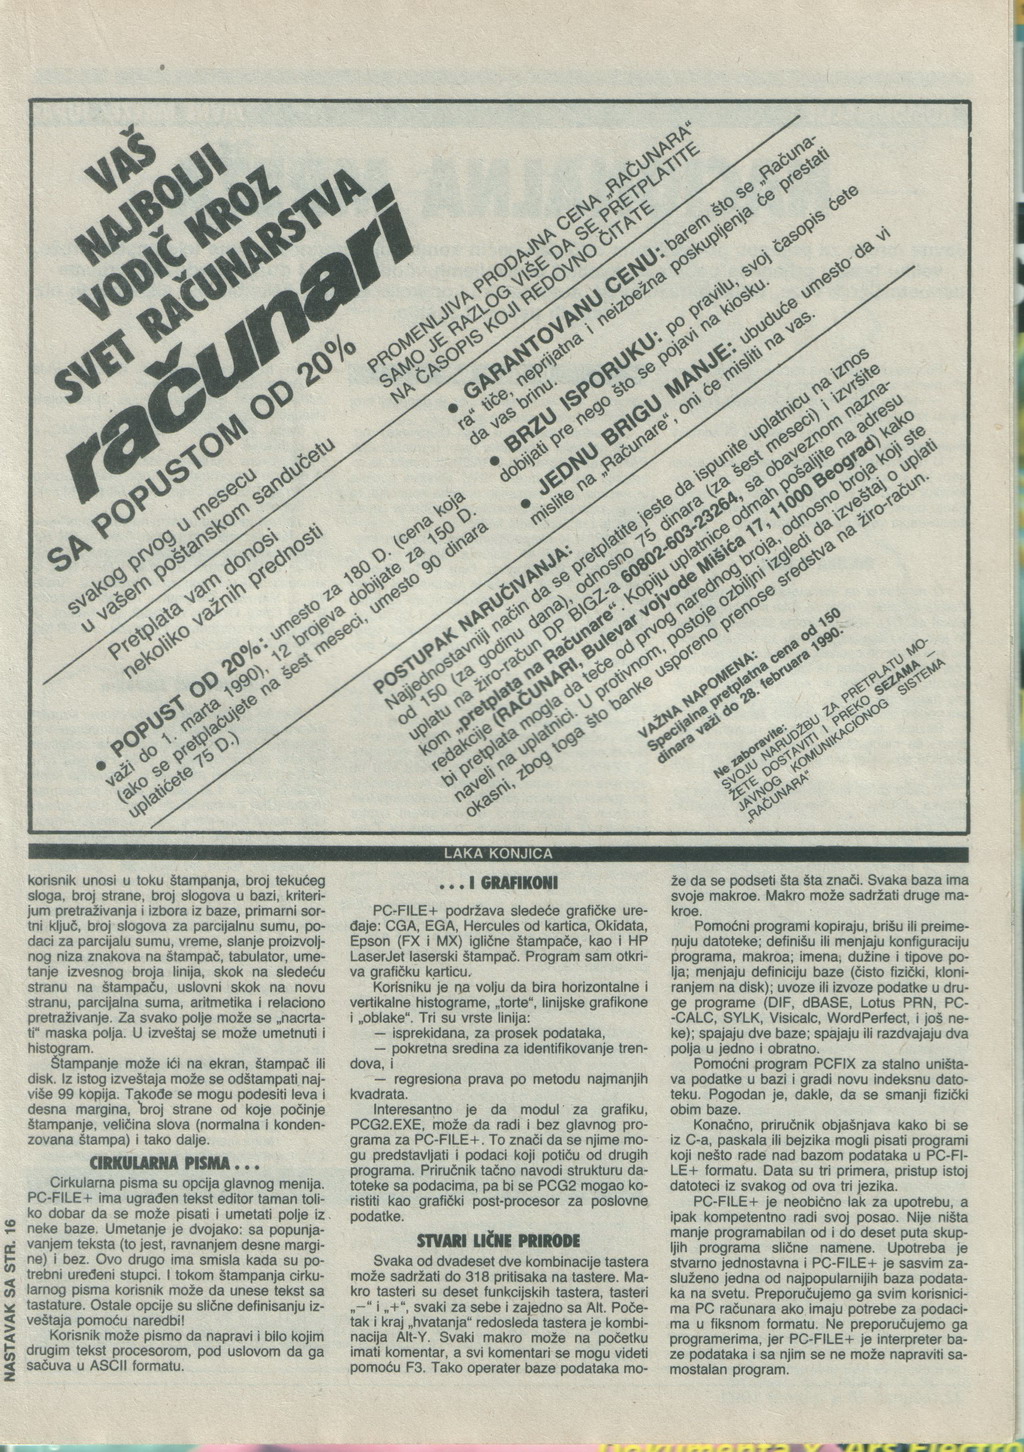 VAŠ
NAJBOLJI
VODIČ KROZ
SVET RAČUNARSTVA
računari
SA POPUSTOM OD 20%
svakog prvog u mesecu
u vašem poštanskom sandučetu
Pretplata vam donosi
nekoliko važnih prednosti
• POPUST OD 20%: umesto za 180 D. (cena koja
važi do 1. marta 1990), 12 brojeva dobijate za 150 D.
(ako se pretplaćujete na šest meseci, umesto 90 dinara
uplatićete 75 D.)
PROMENLJIVA PRODAJNA CENA „RAČUNARA“
SAMO JE RAZLOG VIŠE DA SE PRETPLATITE
NA ČASOPIS KOJI REDOVNO ČITATE
• GARANTOVANU CENU: barem što se „Računa-
ra“ tiče, neprijatna i neizbežna poskupljenja će prestati
da vas brinu.
• BRZU ISPORUKU: po pravilu, svoj časopis ćete
dobijati pre nego što se pojavi na kiosku.
• JEDNU BRIGU MANJE: ubuduće umesto da vi
mislite na „Računare“, oni će misliti na vas.
POSTUPAK NARUČIVANJA:
Najjednostavniji način da se pretplatite jeste da ispunite uplatnicu na iznos
od 150 (za godinu dana), odnosno 75 dinara (za šest meseci) i izvršite
uplatu na žiro-račun DP BIGZ-a 60802-603-23264, sa obaveznom nazna-
kom „pretplata na Računare“. Kopiju uplatnice odmah pošaljite na adresu
redakcije (RAČUNARI, Bulevar vojvode Mišića 17, 11000 Beograd) kako
bi pretplata mogla da teče od prvog narednog broja, odnosno broja koji ste
naveli na uplatnici. U protivnom, postoje ozbiljni izgledi da izveštaj o uplati
okasni, zbog toga što banke usporeno prenose sredstva na žiro-račun.
VAŽNA NAPOMENA:
Specijalna pretplatna cena od 150
dinara važi do 28. februara 1990.
Ne zaboravite:
SVOJU NARUDŽBU ZA PRETPLATU MO-
ŽETE DOSTAVITI I PREKO SEZAMA —
JAVNOG KOMUNIKACIONOG SISTEMA
„RAČUNARA“
LAKA KONJICA
korisnik unosi u toku štampanja, broj tekućeg
sloga, broj strane, broj slogova u bazi, kriteri-
jum pretraživanja i izbora iz baze, primarni sor-
tni ključ, broj slogova za parcijalnu sumu, po-
daci za parcijalu sumu, vreme, slanje proizvolj-
nog niza znakova na štampač, tabulator, ume-
tanje izvesnog broja linija, skok na sledeću
stranu na štampaču, uslovni skok na novu
stranu, parcijalna suma, aritmetika i relaciono
pretraživanje. Za svako polje može se „nacrta-
ti“ maska polja. U izveštaj se može umetnuti i
histogram.
Štampanje može ići na ekran, štampač ili
disk. Iz istog izveštaja može se odštampati naj-
više 99 kopija. Takođe se mogu podesiti leva i
desna margina, broj strane od koje počinje
štampanje, veličina slova (normalna i konden-
zovana štampa) i tako dalje.
CIRKULARNA PISMA...
Cirkularna pisma su opcija glavnog menija.
PC-FILE+ ima ugrađen tekst editor taman toli-
ko dobar da se može pisati i umetati polje iz
neke baze. Umetanje je dvojako: sa popunja-
vanjem teksta (to jest, ravnanjem desne margi-
ne) i bez. Ovo drugo ima smisla kada su po-
trebni uređeni stupci. I tokom štampanja cirku-
larnog pisma korisnik može da unese tekst sa
tastature. Ostale opcije su slične definisanju iz-
veštaja pomoću naredbi!
Korisnik može pismo da napravi i bilo kojim
drugim tekst procesorom, pod uslovom da ga
sačuva u ASCII formatu.
NASTAVAK SA STR. 16
... I GRAFIKONI
PC-FILE+ podržava sledeće grafičke ure-
đaje: CGA, EGA, Hercules od kartica, Okidata,
Epson (FX i MX) iglične štampače, kao i HP
LaserJet laserski štampač. Program sam otkri-
va grafičku karticu.
Korisniku je na volju da bira horizontalne i
vertikalne histograme, „torte“, linijske grafikone
i „oblake“. Tri su vrste linija:
— isprekidana, za prosek podataka,
— pokretna sredina za identifikovanje tren-
dova, i
— regresiona prava po metodu najmanjih
kvadrata.
Interesantno je da modul za grafiku,
PCG2.EXE, može da radi i bez glavnog pro-
grama za PC-FILE+. To znači da se njime mo-
gu predstavljati i podaci koji potiču od drugih
programa. Priručnik tačno navodi strukturu da-
toteke sa podacima, pa bi se PCG2 mogao ko-
ristiti kao grafički post-procesor za poslovne
podatke.
STVARI LIČNE PRIRODE
Svaka od dvadeset dve kombinacije tastera
može sadržati do 318 pritisaka na tastere. Ma-
kro tasteri su deset funkcijskih tastera, tasteri
„—“ i „+“, svaki za sebe i zajedno sa Alt. Poče-
tak i kraj „hvatanja“ redosleda tastera je kombi-
nacija Alt-Y. Svaki makro može na početku
imati komentar, a svi komentari se mogu videti
pomoću F3. Tako operater baze podataka mo-
že da se podseti šta šta znači. Svaka baza ima
svoje makroe. Makro može sadržati druge ma-
kroe.
Pomoćni programi kopiraju, brišu ili preime-
nuju datoteke; definišu ili menjaju konfiguraciju
programa, makroa; imena, dužine i tipove po-
lja; menjaju definiciju baze (čisto fizički, kloni-
ranjem na disk); uvoze ili izvoze podatke u dru-
ge programe (DIF, dBASE, Lotus PRN, PC-
-CALC, SYLK, Visicalc, WordPerfect, i još ne-
ke); spajaju dve baze; spajaju ili razdvajaju dva
polja u jedno i obratno.
Pomoćni program PCFIX za stalno uništa-
va podatke u bazi i gradi novu indeksnu dato-
teku. Pogodan je, dakle, da se smanji fizički
obim baze.
Konačno, priručnik objašnjava kako bi se
iz C-a, paskala ili bejzika mogli pisati programi
koji nešto rade nad bazom podataka u PC-FI-
LE+ formatu. Data su tri primera, pristup istoj
datoteci iz svakog od ova tri jezika.
PC-FILE+ je neobično lak za upotrebu, a
ipak kompetentno radi svoj posao. Nije ništa
manje programabilan od i do deset puta skup-
ljih programa slične namene. Upotreba je
stvarno jednostavna i PC-FILE+ je sasvim za-
služeno jedna od najpopularnijih baza podata-
ka na svetu. Preporučujemo ga svim korisnici-
ma PC računara ako imaju potrebe za podaci-
ma u fiksnom formatu. Ne preporučujemo ga
programerima, jer PC-FILE+ je interpreter ba-
ze podataka i sa njim se ne može napraviti sa-
mostalan program.